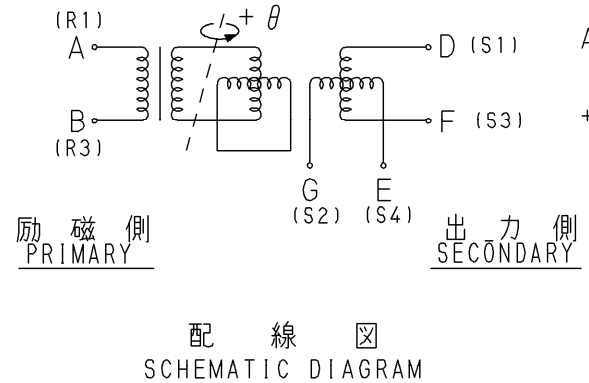 (R1)
+ θ
A
D (S1)
B
F (S3)
(R3)
G
E
(S2)
(S4)
励磁側
PRIMARY
出力側
SECONDARY
配線図
SCHEMATIC DIAGRAM